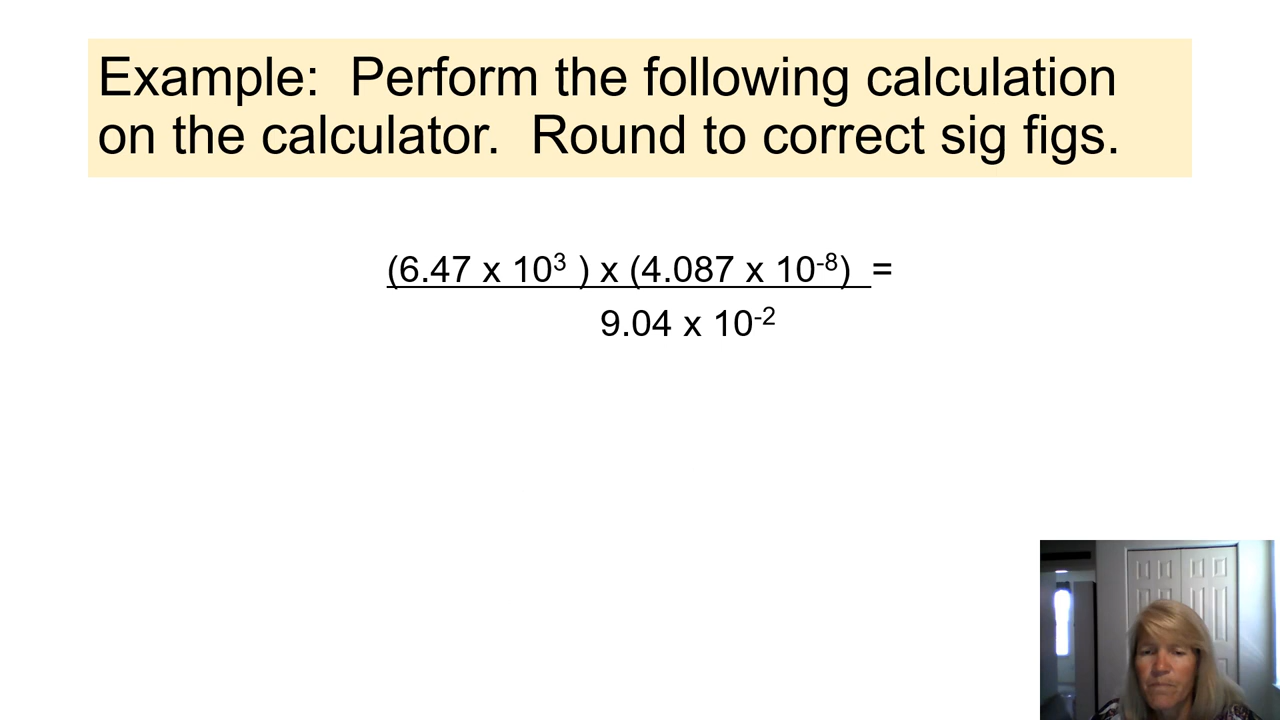 Example:  Perform the following calculation
on the calculator.  Round to correct sig figs.
(6.47 x 10³ ) x (4.087 x 10⁻⁸)  =
9.04 x 10⁻²